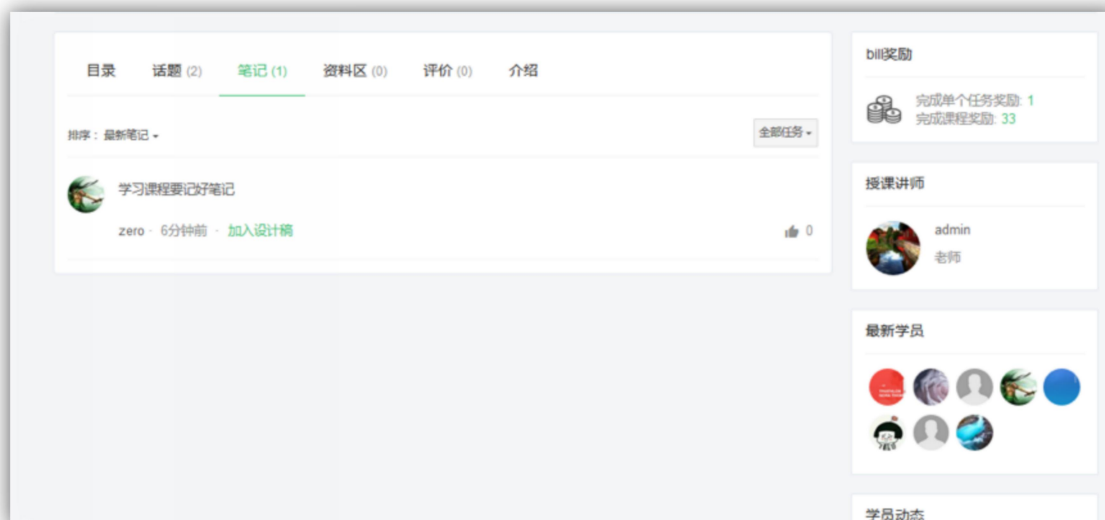 目录 话题 (2) 笔记 (1) 资料区 (0) 评价 (0) 介绍
排序： 最新笔记 全部任务
学习课程要记好笔记
zero · 6分钟前 · 加入设计稿 0
bill奖励
完成单个任务奖励: 1
完成课程奖励: 33
授课讲师
admin
老师
最新学员
学员动态